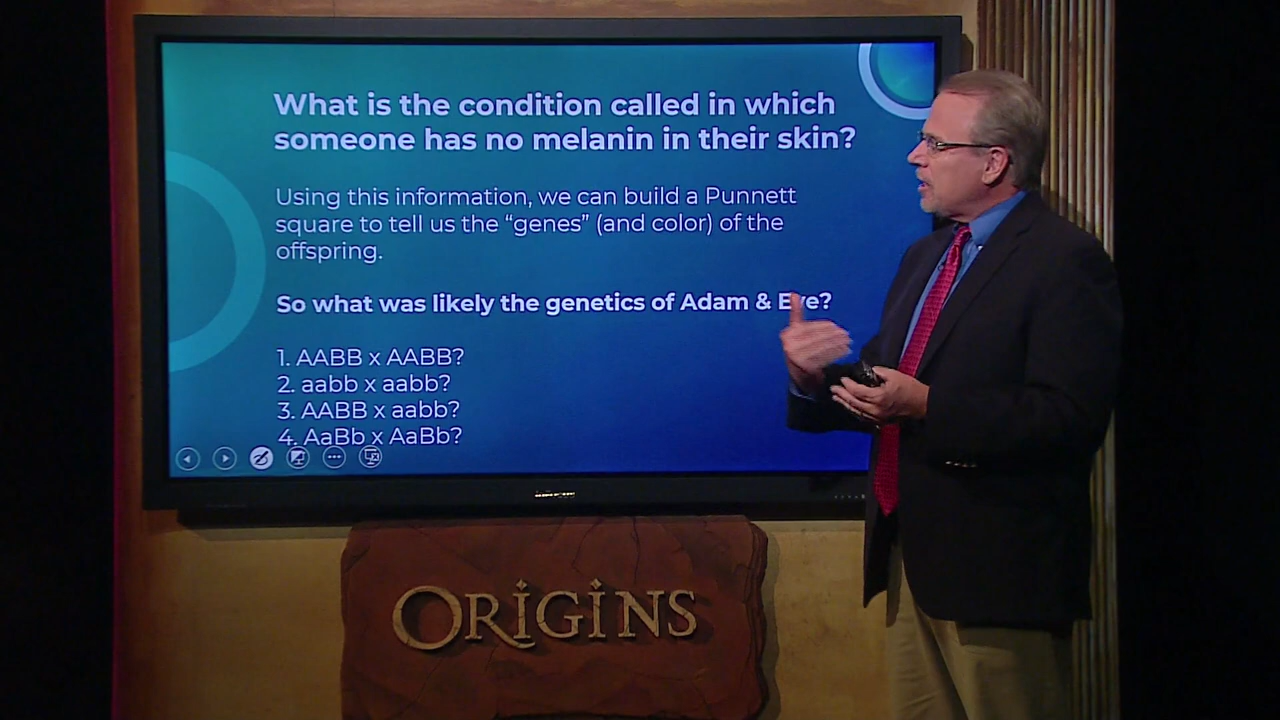 What is the condition called in which
someone has no melanin in their skin?
Using this information, we can build a Punnett
square to tell us the “genes” (and color) of the
offspring.
So what was likely the genetics of Adam & Eve?
1. AABB x AABB?
2. aabb x aabb?
3. AABB x aabb?
4. AaBb x AaBb?
ORIGINS